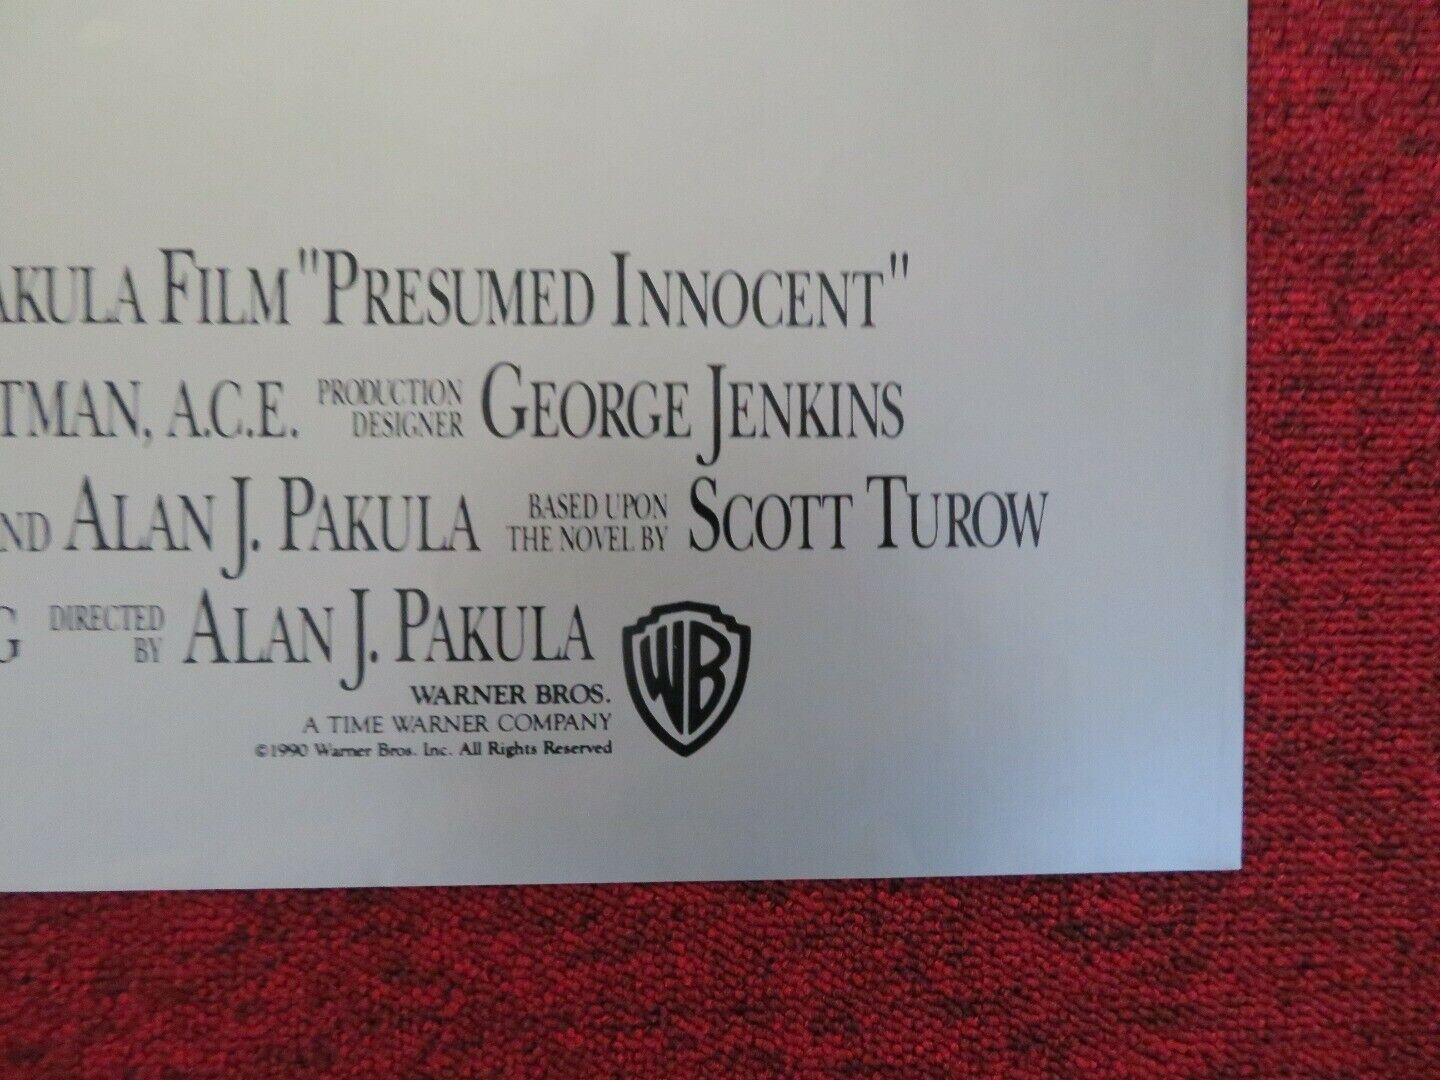 AKULA FILM "PRESUMED INNOCENT"
TMAN, A.C.E. PRODUCTION DESIGNER GEORGE JENKINS
ND ALAN J. PAKULA BASED UPON THE NOVEL BY SCOTT TUROW
G DIRECTED BY ALAN J. PAKULA
WB
WARNER BROS.
A TIME WARNER COMPANY
©1990 Warner Bros. Inc. All Rights Reserved